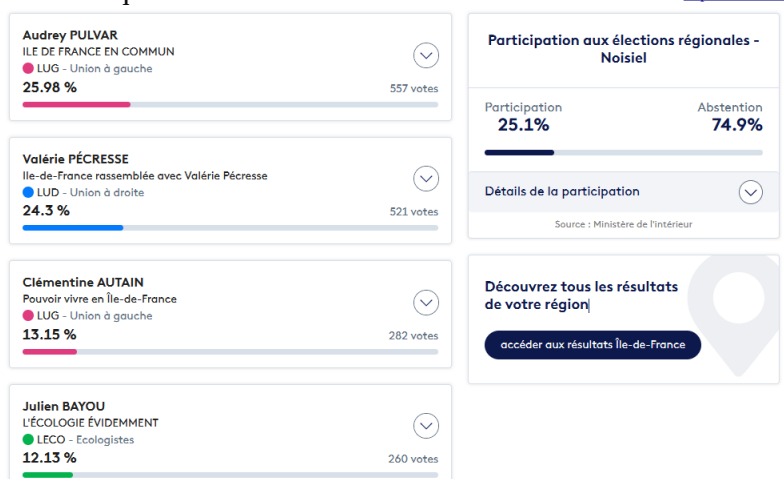 Audrey PULVAR
ILE DE FRANCE EN COMMUN
LUG - Union à gauche
25.98 %
557 votes
Valérie PÉCRESSE
Ile-de-France rassemblée avec Valérie Pécresse
LUD - Union à droite
24.3 %
521 votes
Clémentine AUTAIN
Pouvoir vivre en Île-de-France
LUG - Union à gauche
13.15 %
282 votes
Julien BAYOU
L'ÉCOLOGIE ÉVIDEMMENT
LECO - Ecologistes
12.13 %
260 votes
Participation aux élections régionales -
Noisiel
Participation
Abstention
25.1%
74.9%
Détails de la participation
Source : Ministère de l'intérieur
Découvrez tous les résultats
de votre région
accéder aux résultats Île-de-France